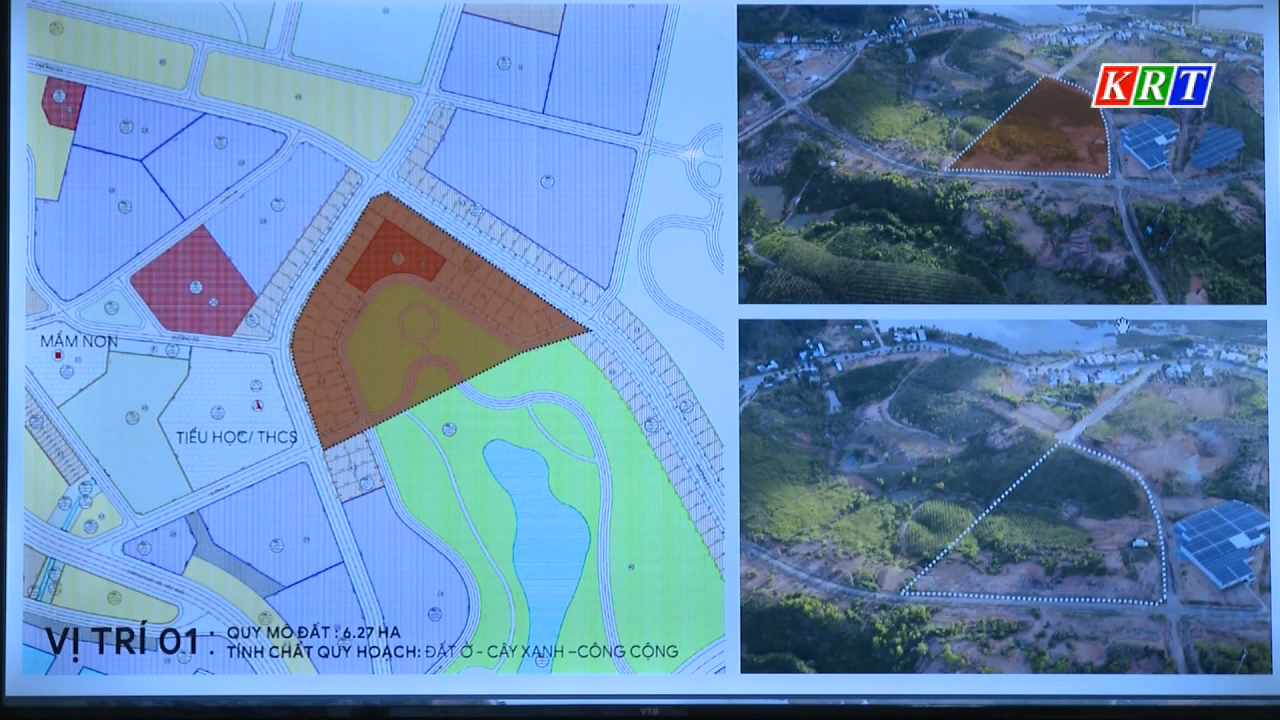 KRT
MẦM NON
TIỂU HỌC/ THCS
VỊ TRÍ 01 : QUY MÔ ĐẤT : 6.27 HA
TÍNH CHẤT QUY HOẠCH: ĐẤT Ở - CÂY XANH -CÔNG CỘNG
VTB